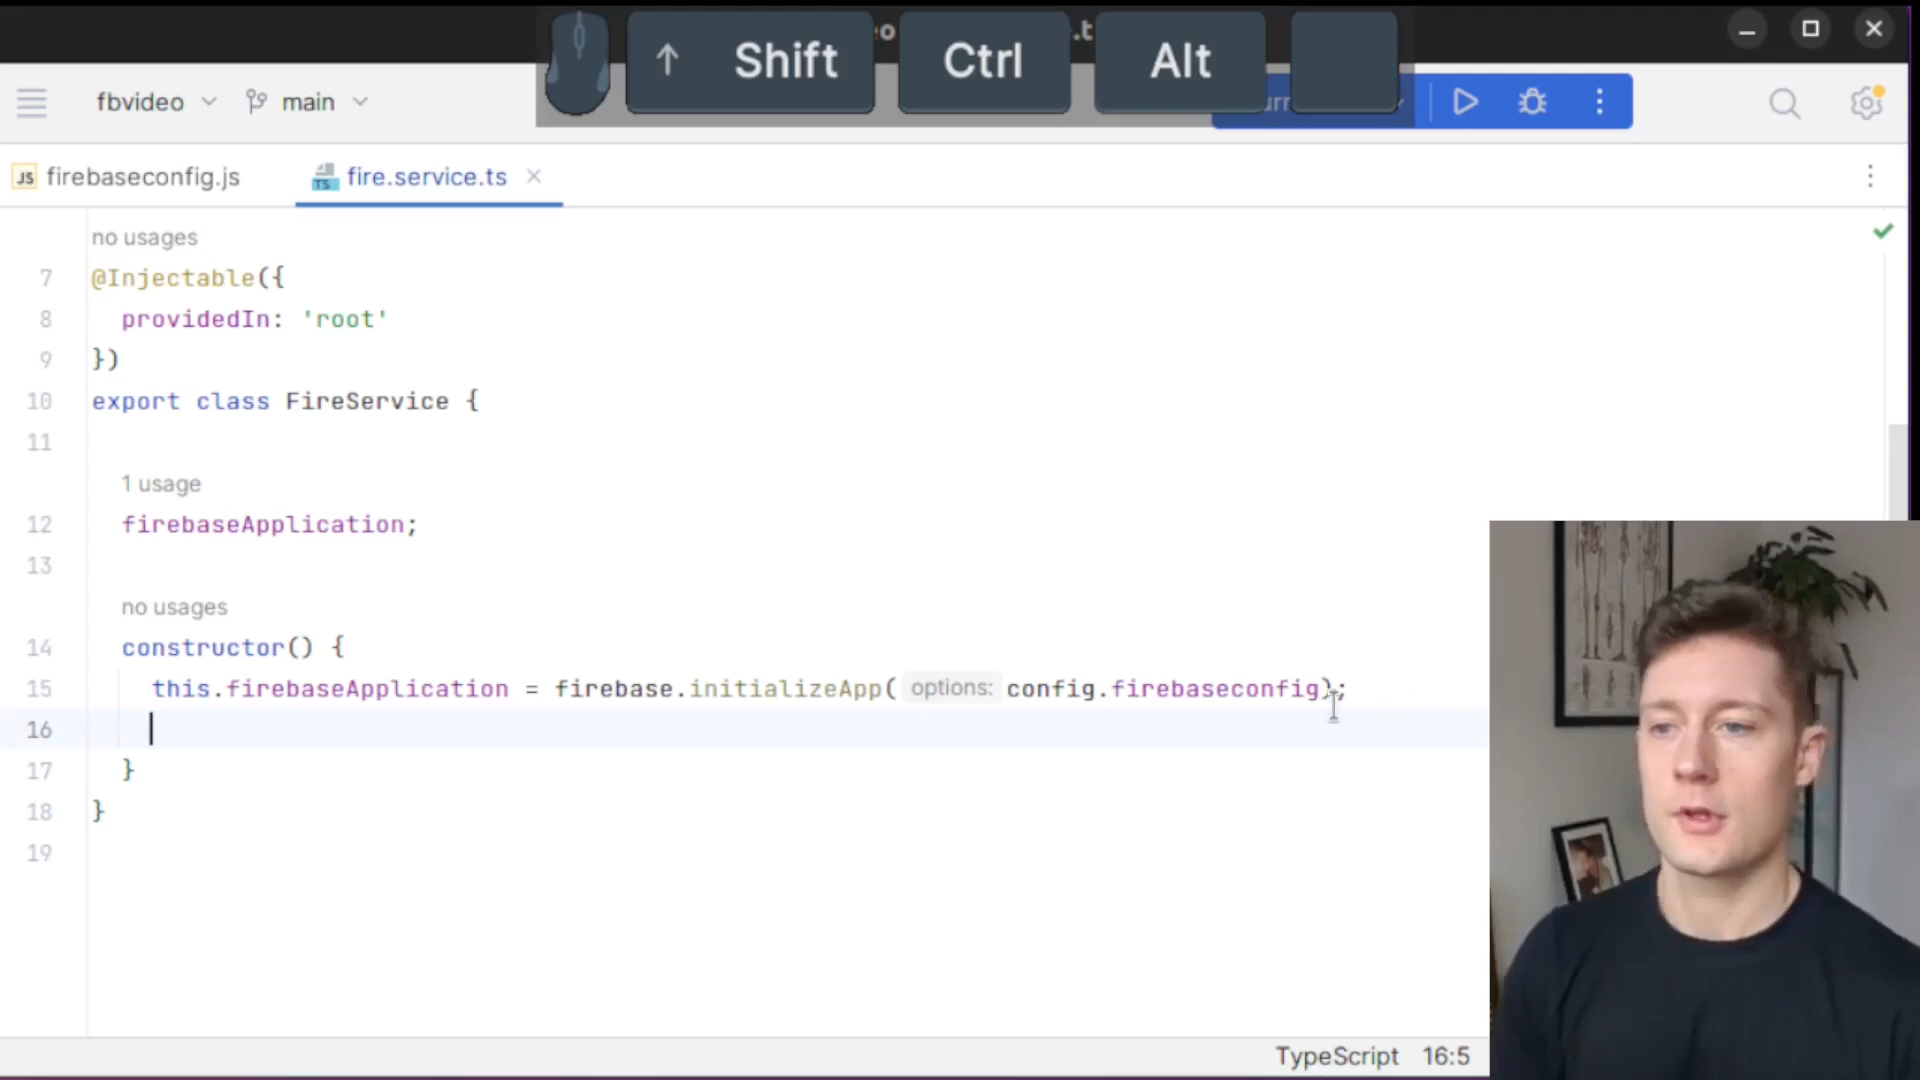 ↑ Shift Ctrl Alt
fbvideo main
JS firebaseconfig.js TS fire.service.ts
no usages
7 @Injectable({
8 providedIn: 'root'
9 })
10 export class FireService {
11
1 usage
12 firebaseApplication;
13
no usages
14 constructor() {
15 this.firebaseApplication = firebase.initializeApp( options: config.firebaseconfig);
16
17 }
18 }
19
TypeScript 16:5